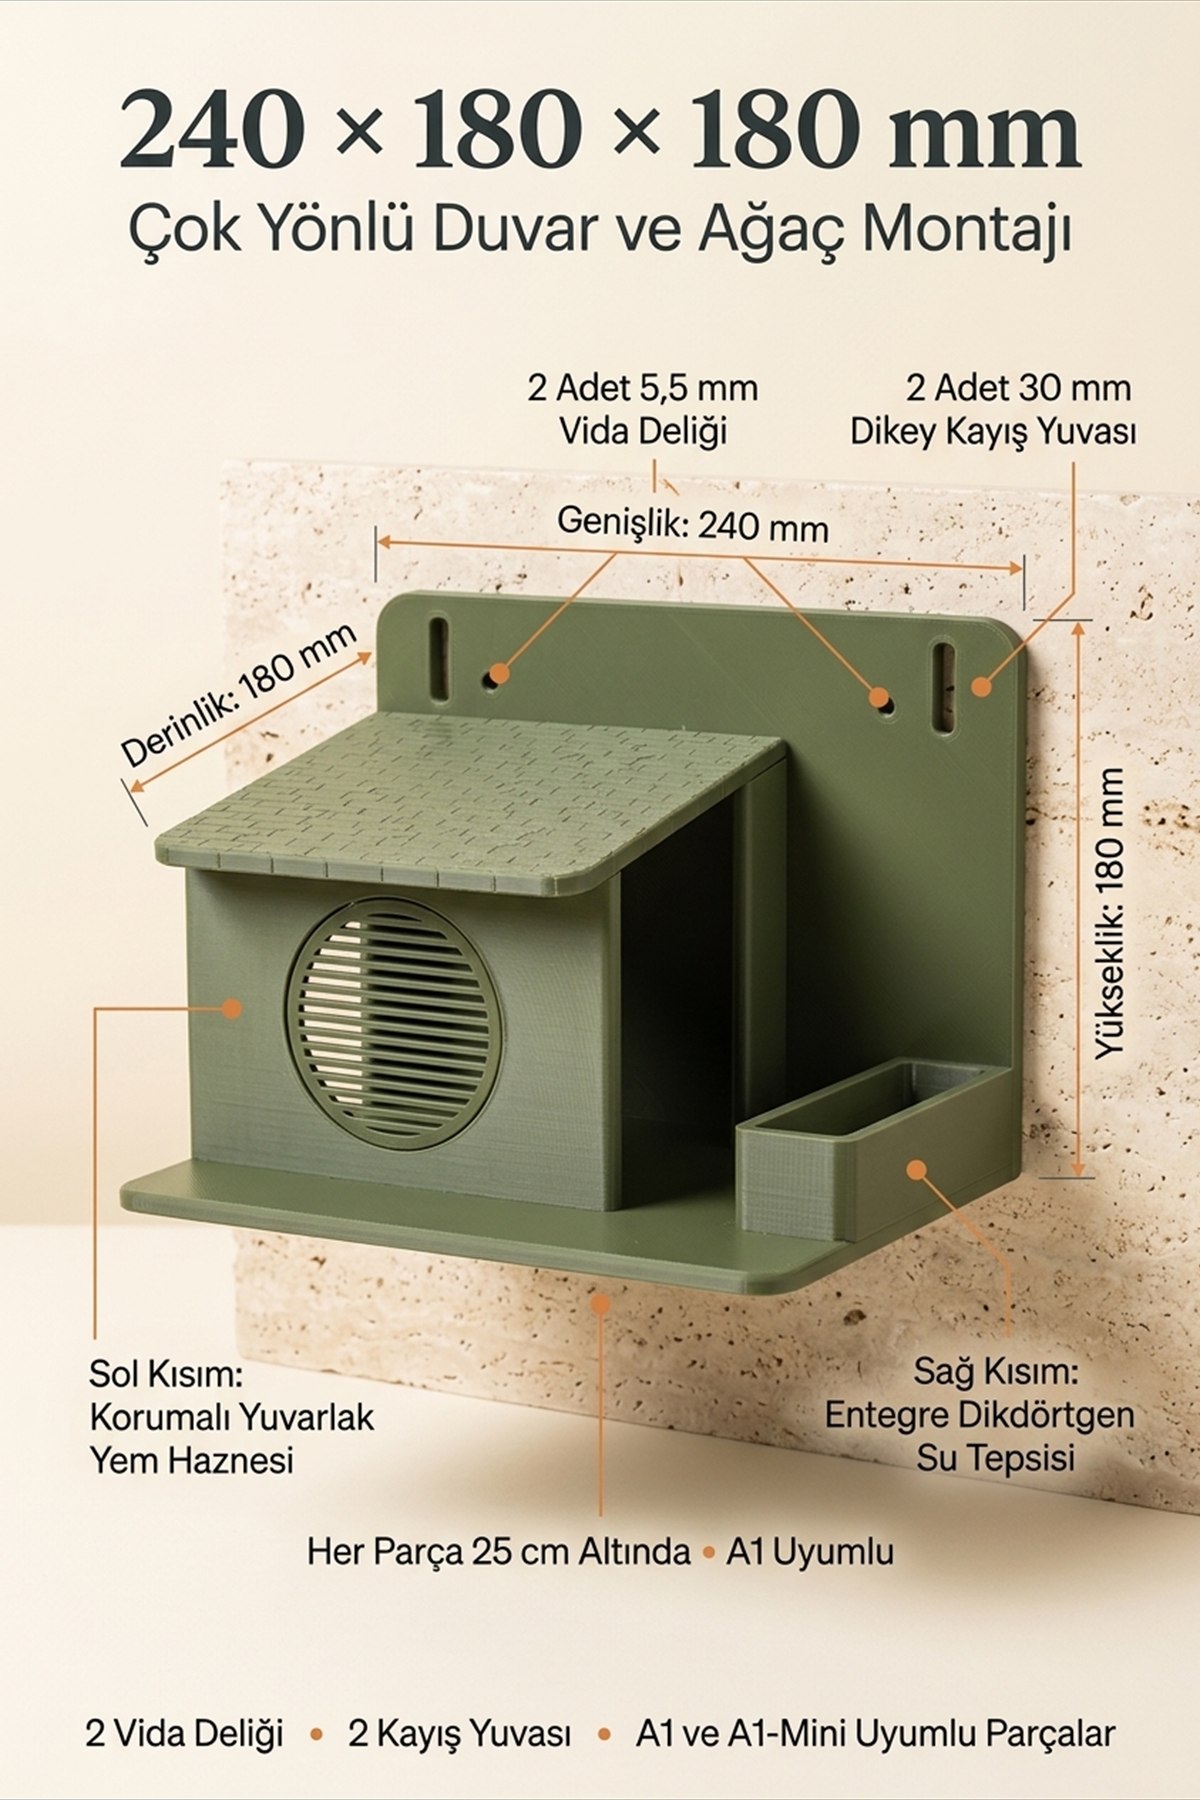 240 × 180 × 180 mm
Çok Yönlü Duvar ve Ağaç Montajı
2 Adet 5,5 mm
Vida Deliği
2 Adet 30 mm
Dikey Kayış Yuvası
Genişlik: 240 mm
Derinlik: 180 mm
Yükseklik: 180 mm
Sol Kısım:
Korumalı Yuvarlak
Yem Haznesi
Sağ Kısım:
Entegre Dikdörtgen
Su Tepsisi
Her Parça 25 cm Altında • A1 Uyumlu
2 Vida Deliği • 2 Kayış Yuvası • A1 ve A1-Mini Uyumlu Parçalar